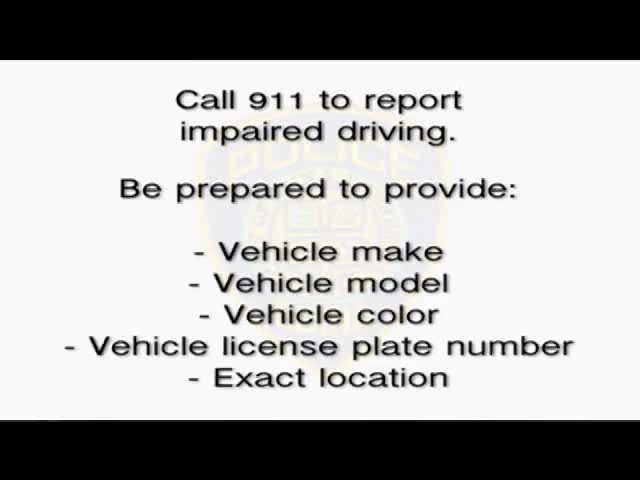 Call 911 to report
impaired driving.
Be prepared to provide:
- Vehicle make
- Vehicle model
- Vehicle color
- Vehicle license plate number
- Exact location
POLICE